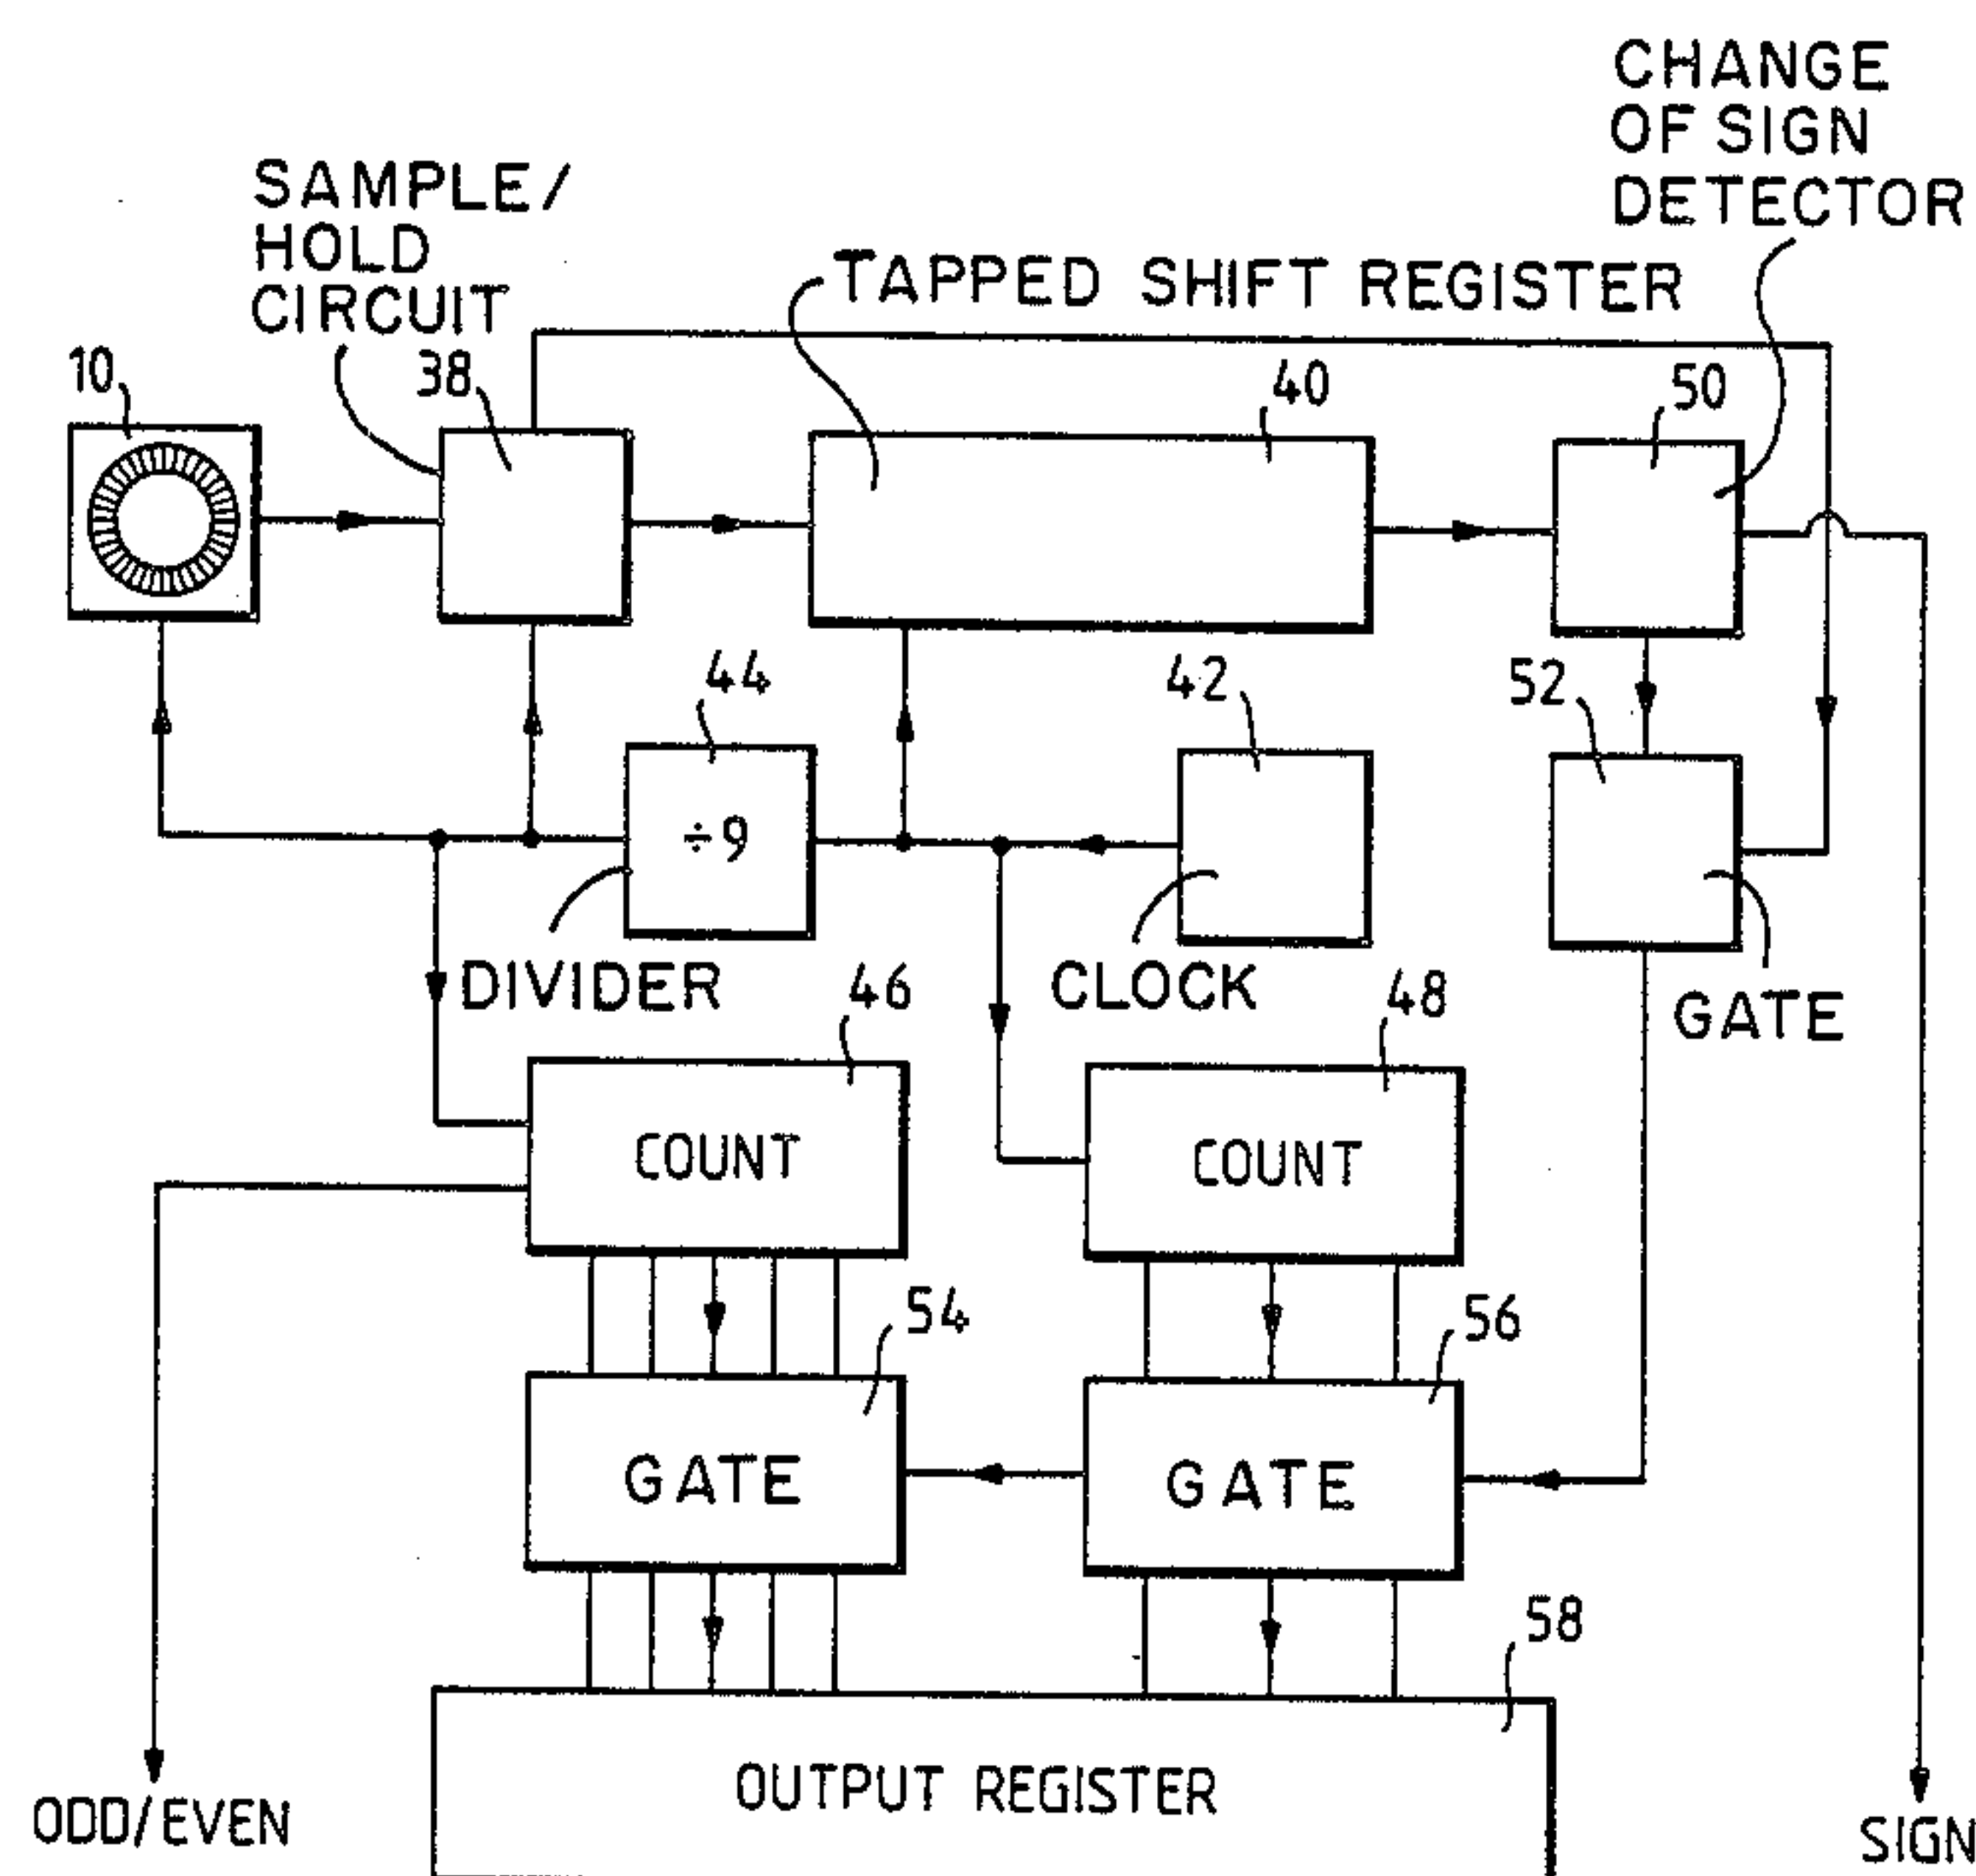 CHANGE
OF SIGN
DETECTOR
SAMPLE/
HOLD
CIRCUIT
TAPPED SHIFT REGISTER
10
38
40
50
44
42
52
÷9
DIVIDER
46
CLOCK
48
GATE
COUNT
COUNT
54
56
GATE
GATE
58
OUTPUT REGISTER
ODD/EVEN
SIGN